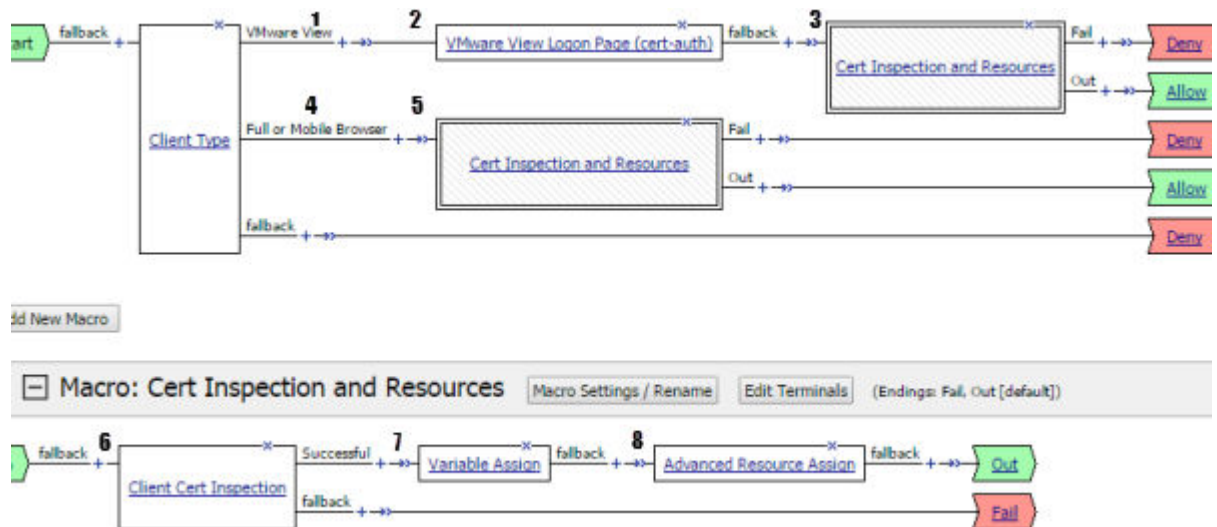 1 2 3
art fallback + VMware View + VMware View Logon Page (cert-auth) fallback + Cert Inspection and Resources Fail + Deny
Out + Allow
4 5
Client Type Full or Mobile Browser + Cert Inspection and Resources Fail + Deny
Out + Allow
fallback + Deny
dd New Macro
Macro: Cert Inspection and Resources Macro Settings / Rename Edit Terminals (Endings: Fail, Out [default])
6 7 8
fallback + Client Cert Inspection Successful + Variable Assign fallback + Advanced Resource Assign fallback + Out
fallback + Fail